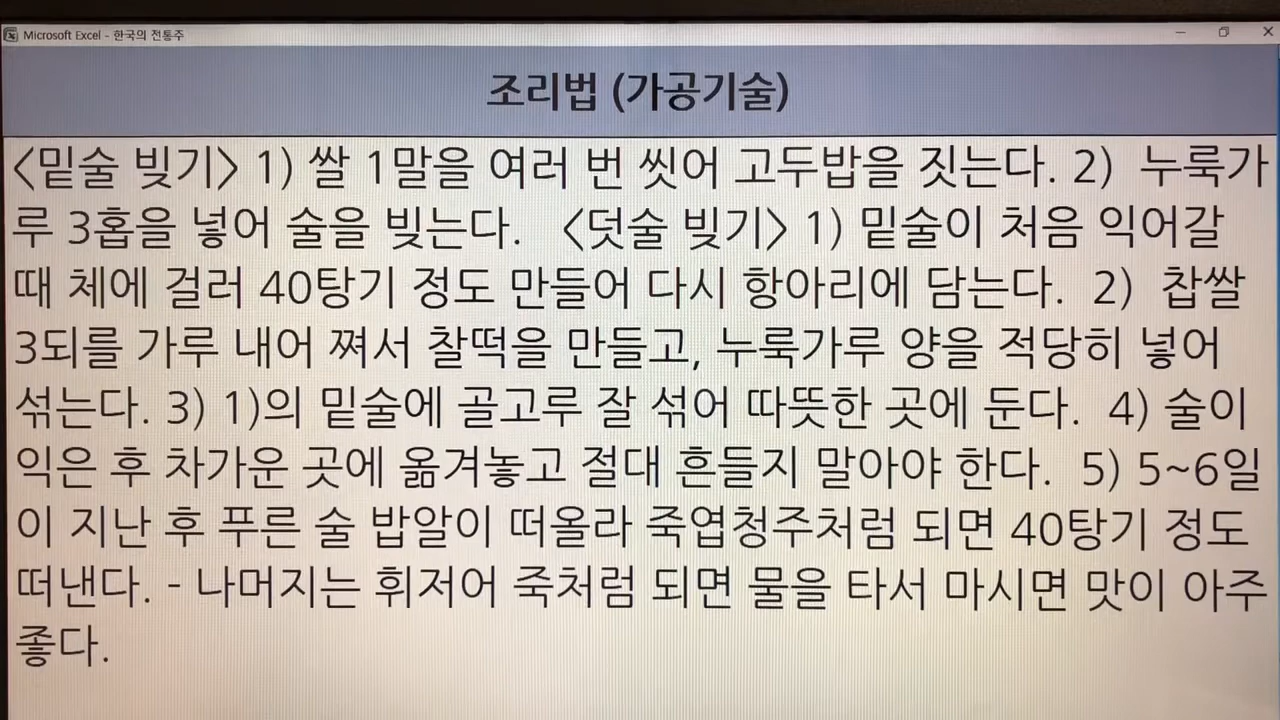 Microsoft Excel - 한국의 전통주
조리법 (가공기술)
〈밑술 빚기〉 1) 쌀 1말을 여러 번 씻어 고두밥을 짓는다. 2) 누룩가
루 3홉을 넣어 술을 빚는다. 〈덧술 빚기〉 1) 밑술이 처음 익어갈
때 체에 걸러 40탕기 정도 만들어 다시 항아리에 담는다. 2) 찹쌀
3되를 가루 내어 쪄서 찰떡을 만들고, 누룩가루 양을 적당히 넣어
섞는다. 3) 1)의 밑술에 골고루 잘 섞어 따뜻한 곳에 둔다. 4) 술이
익은 후 차가운 곳에 옮겨놓고 절대 흔들지 말아야 한다. 5) 5~6일
이 지난 후 푸른 술 밥알이 떠올라 죽엽청주처럼 되면 40탕기 정도
떠낸다. - 나머지는 휘저어 죽처럼 되면 물을 타서 마시면 맛이 아주
좋다.